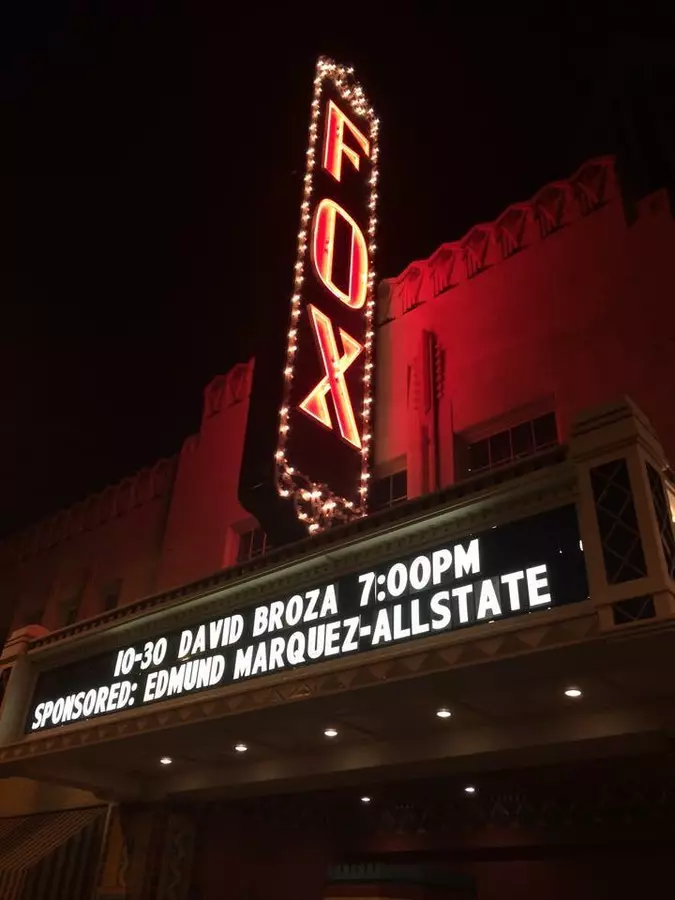 FOX
10-30 DAVID BROZA 7:00PM
SPONSORED: EDMUND MARQUEZ-ALLSTATE